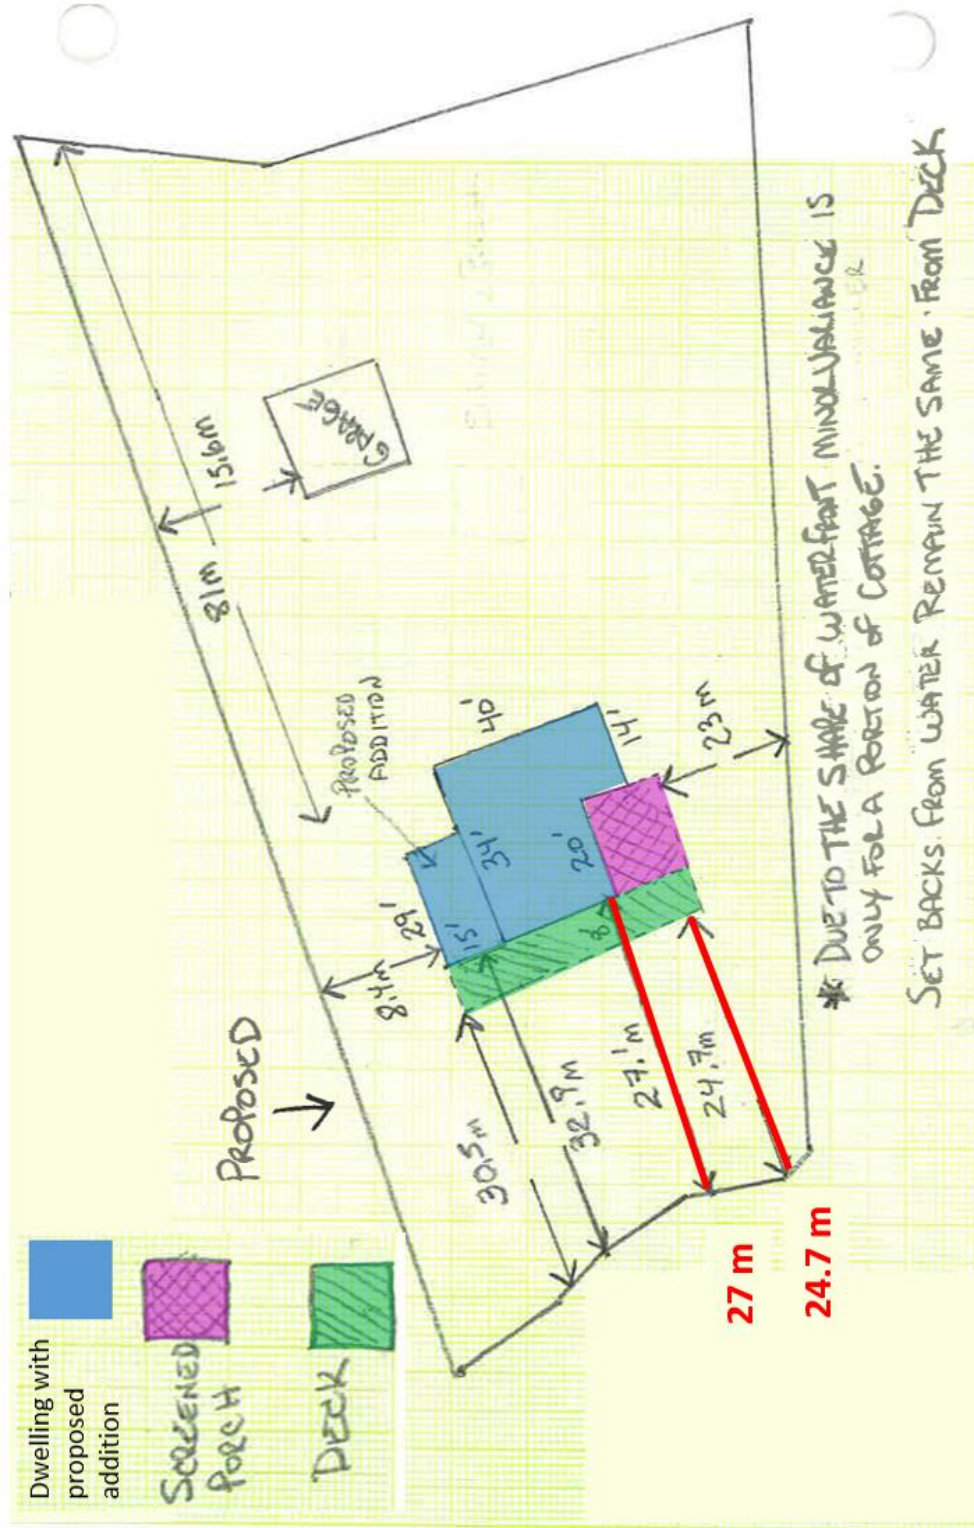 Dwelling with
proposed
addition
SCREENED
PORCH
DECK
PROPOSED
81m
15.6m
GARAGE
PROPOSED
ADDITION
8.4m
29'
15'
34'
40'
14'
20'
8'
23m
30.5m
32.9m
27.1m
24.7m
27 m
24.7 m
* DUE TO THE SHAPE of WATERFRONT MINOR VARIANCE IS
ONLY FOR A PORTION of COTTAGE.
SET BACKS FROM WATER REMAIN THE SAME FROM DECK